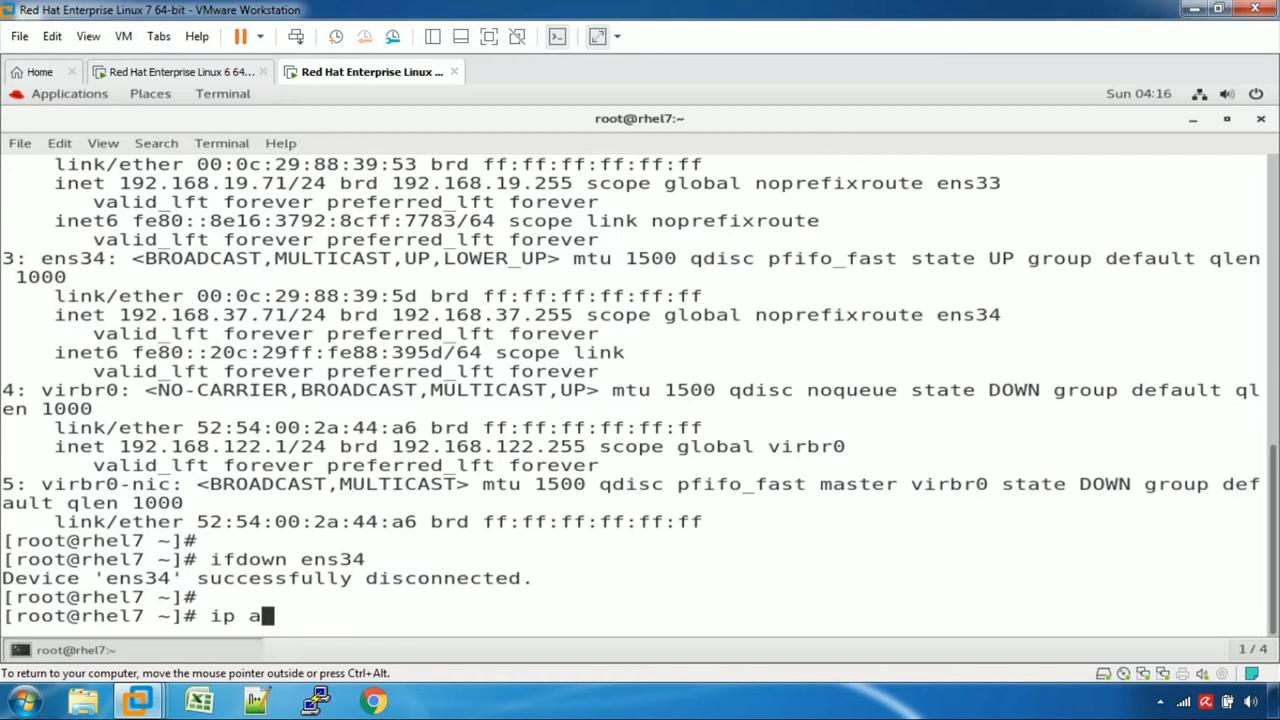 Red Hat Enterprise Linux 7 64-bit - VMware Workstation
File Edit View VM Tabs Help
Home Red Hat Enterprise Linux 6 64... Red Hat Enterprise Linux ...
Applications Places Terminal Sun 04:16
root@rhel7:~
File Edit View Search Terminal Help
link/ether 00:0c:29:88:39:53 brd ff:ff:ff:ff:ff:ff
inet 192.168.19.71/24 brd 192.168.19.255 scope global noprefixroute ens33
valid_lft forever preferred_lft forever
inet6 fe80::8e16:3792:8cff:7783/64 scope link noprefixroute
valid_lft forever preferred_lft forever
3: ens34: <BROADCAST,MULTICAST,UP,LOWER_UP> mtu 1500 qdisc pfifo_fast state UP group default qlen
1000
link/ether 00:0c:29:88:39:5d brd ff:ff:ff:ff:ff:ff
inet 192.168.37.71/24 brd 192.168.37.255 scope global noprefixroute ens34
valid_lft forever preferred_lft forever
inet6 fe80::20c:29ff:fe88:395d/64 scope link
valid_lft forever preferred_lft forever
4: virbr0: <NO-CARRIER,BROADCAST,MULTICAST,UP> mtu 1500 qdisc noqueue state DOWN group default ql
en 1000
link/ether 52:54:00:2a:44:a6 brd ff:ff:ff:ff:ff:ff
inet 192.168.122.1/24 brd 192.168.122.255 scope global virbr0
valid_lft forever preferred_lft forever
5: virbr0-nic: <BROADCAST,MULTICAST> mtu 1500 qdisc pfifo_fast master virbr0 state DOWN group def
ault qlen 1000
link/ether 52:54:00:2a:44:a6 brd ff:ff:ff:ff:ff:ff
[root@rhel7 ~]#
[root@rhel7 ~]# ifdown ens34
Device 'ens34' successfully disconnected.
[root@rhel7 ~]#
[root@rhel7 ~]# ip a
root@rhel7:~ 1 / 4
To return to your computer, move the mouse pointer outside or press Ctrl+Alt.